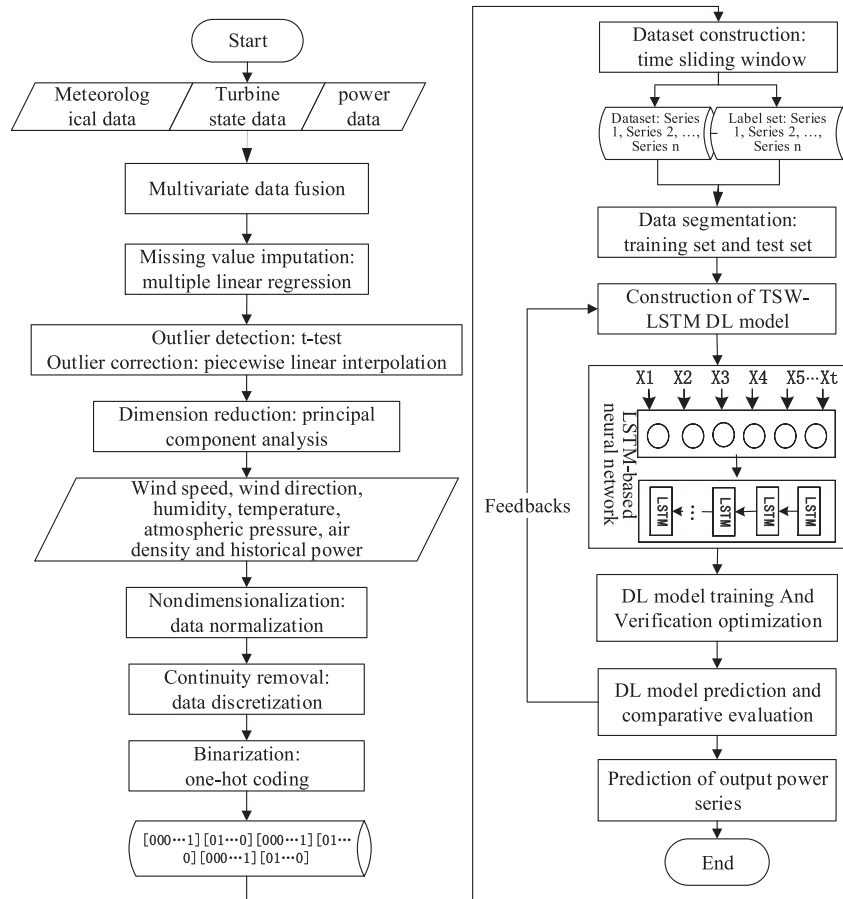 Start
Meteorolog
ical data
Turbine
state data
power
data
Multivariate data fusion
Missing value imputation:
multiple linear regression
Outlier detection: t-test
Outlier correction: piecewise linear interpolation
Dimension reduction: principal
component analysis
Wind speed, wind direction,
humidity, temperature,
atmospheric pressure, air
density and historical power
Nondimensionalization:
data normalization
Continuity removal:
data discretization
Binarization:
one-hot coding
[000···1][01···0][000···1][01···
0][000···1][01···0]
Dataset construction:
time sliding window
Dataset: Series
1, Series 2, ...,
Series n
Label set: Series
1, Series 2, ...,
Series n
Data segmentation:
training set and test set
Construction of TSW-
LSTM DL model
X1 X2 X3 X4 X5···Xt
LSTM-based
neural network
LSTM ... LSTM LSTM LSTM
Feedbacks
DL model training And
Verification optimization
DL model prediction and
comparative evaluation
Prediction of output power
series
End